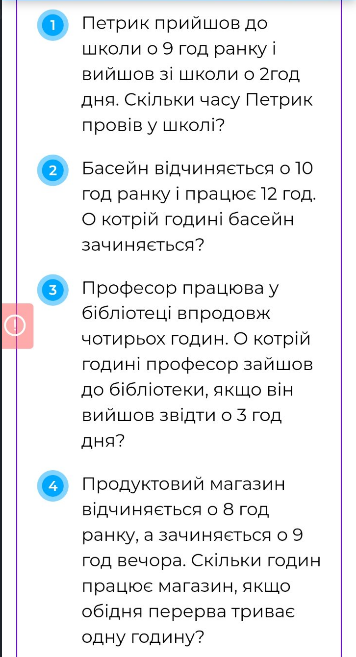 1 Петрик прийшов до
школи о 9 год ранку і
вийшов зі школи о 2год
дня. Скільки часу Петрик
провів у школі?
2 Басейн відчиняється о 10
год ранку і працює 12 год.
О котрій годині басейн
зачиняється?
3 Професор працюва у
бібліотеці впродовж
чотирьох годин. О котрій
годині професор зайшов
до бібліотеки, якщо він
вийшов звідти о 3 год
дня?
4 Продуктовий магазин
відчиняється о 8 год
ранку, а зачиняється о 9
год вечора. Скільки годин
працює магазин, якщо
обідня перерва триває
одну годину?